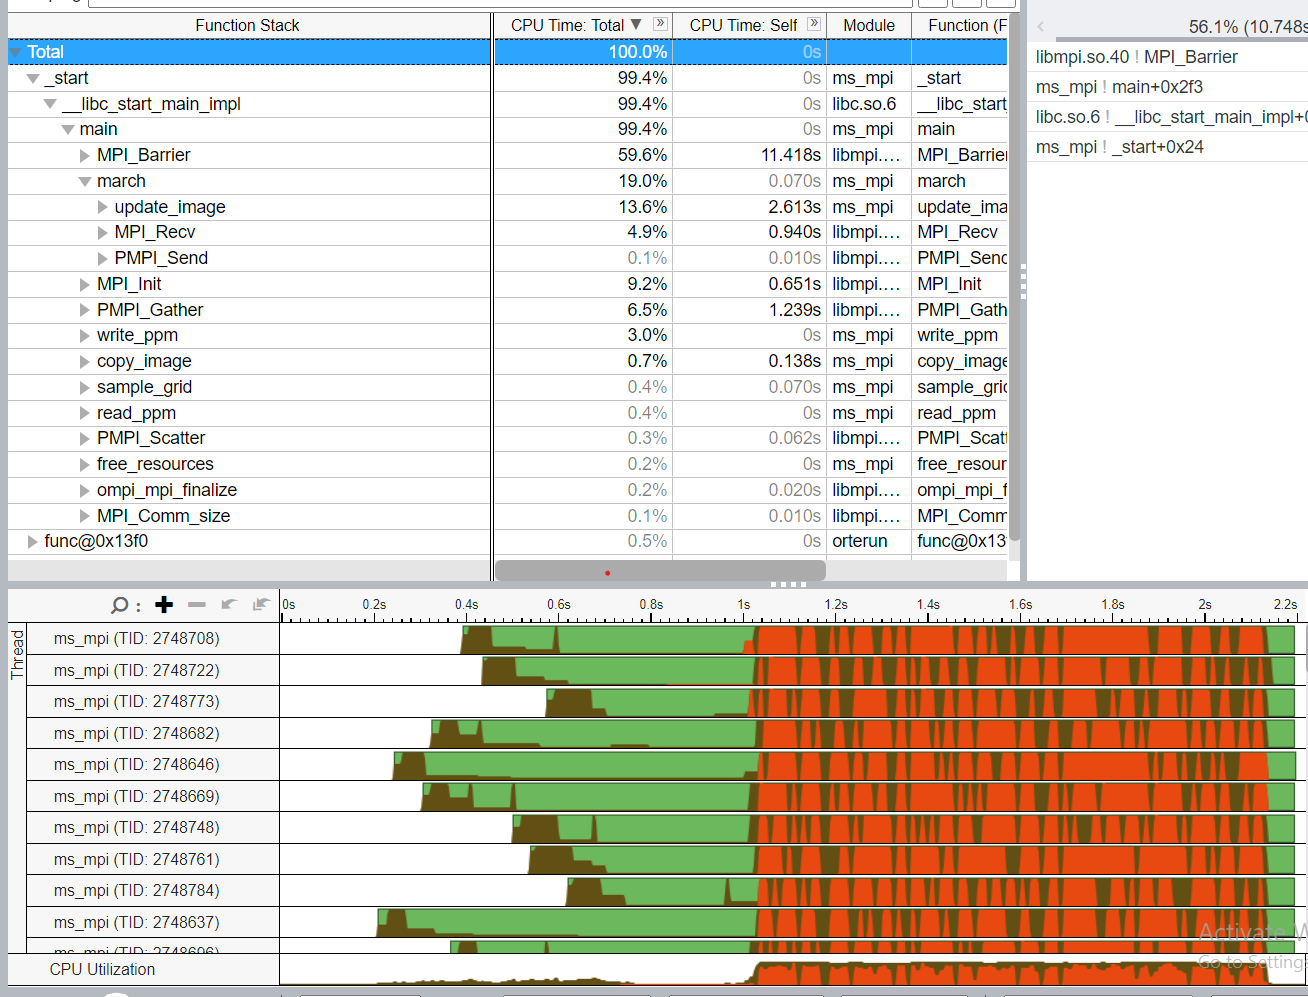 Function Stack CPU Time: Total ▼ » CPU Time: Self » Module Function (F
Total 100.0% 0s
_start 99.4% 0s ms_mpi _start
__libc_start_main_impl 99.4% 0s libc.so.6 __libc_start
main 99.4% 0s ms_mpi main
MPI_Barrier 59.6% 11.418s libmpi.... MPI_Barrier
march 19.0% 0.070s ms_mpi march
update_image 13.6% 2.613s ms_mpi update_ima
MPI_Recv 4.9% 0.940s libmpi.... MPI_Recv
PMPI_Send 0.1% 0.010s libmpi.... PMPI_Senc
MPI_Init 9.2% 0.651s libmpi.... MPI_Init
PMPI_Gather 6.5% 1.239s libmpi.... PMPI_Gath
write_ppm 3.0% 0s ms_mpi write_ppm
copy_image 0.7% 0.138s ms_mpi copy_image
sample_grid 0.4% 0.070s ms_mpi sample_gric
read_ppm 0.4% 0s ms_mpi read_ppm
PMPI_Scatter 0.3% 0.062s libmpi.... PMPI_Scatt
free_resources 0.2% 0s ms_mpi free_resour
ompi_mpi_finalize 0.2% 0.020s libmpi.... ompi_mpi_f
MPI_Comm_size 0.1% 0.010s libmpi.... MPI_Comm
func@0x13f0 0.5% 0s orterun func@0x13
56.1% (10.748s
libmpi.so.40 ! MPI_Barrier
ms_mpi ! main+0x2f3
libc.so.6 ! __libc_start_main_impl+0
ms_mpi ! _start+0x24
0s 0.2s 0.4s 0.6s 0.8s 1s 1.2s 1.4s 1.6s 1.8s 2s 2.2s
Thread
ms_mpi (TID: 2748708)
ms_mpi (TID: 2748722)
ms_mpi (TID: 2748773)
ms_mpi (TID: 2748682)
ms_mpi (TID: 2748646)
ms_mpi (TID: 2748669)
ms_mpi (TID: 2748748)
ms_mpi (TID: 2748761)
ms_mpi (TID: 2748784)
ms_mpi (TID: 2748637)
ms_mpi (TID: 2748696)
CPU Utilization
Activate W
Go to Settings